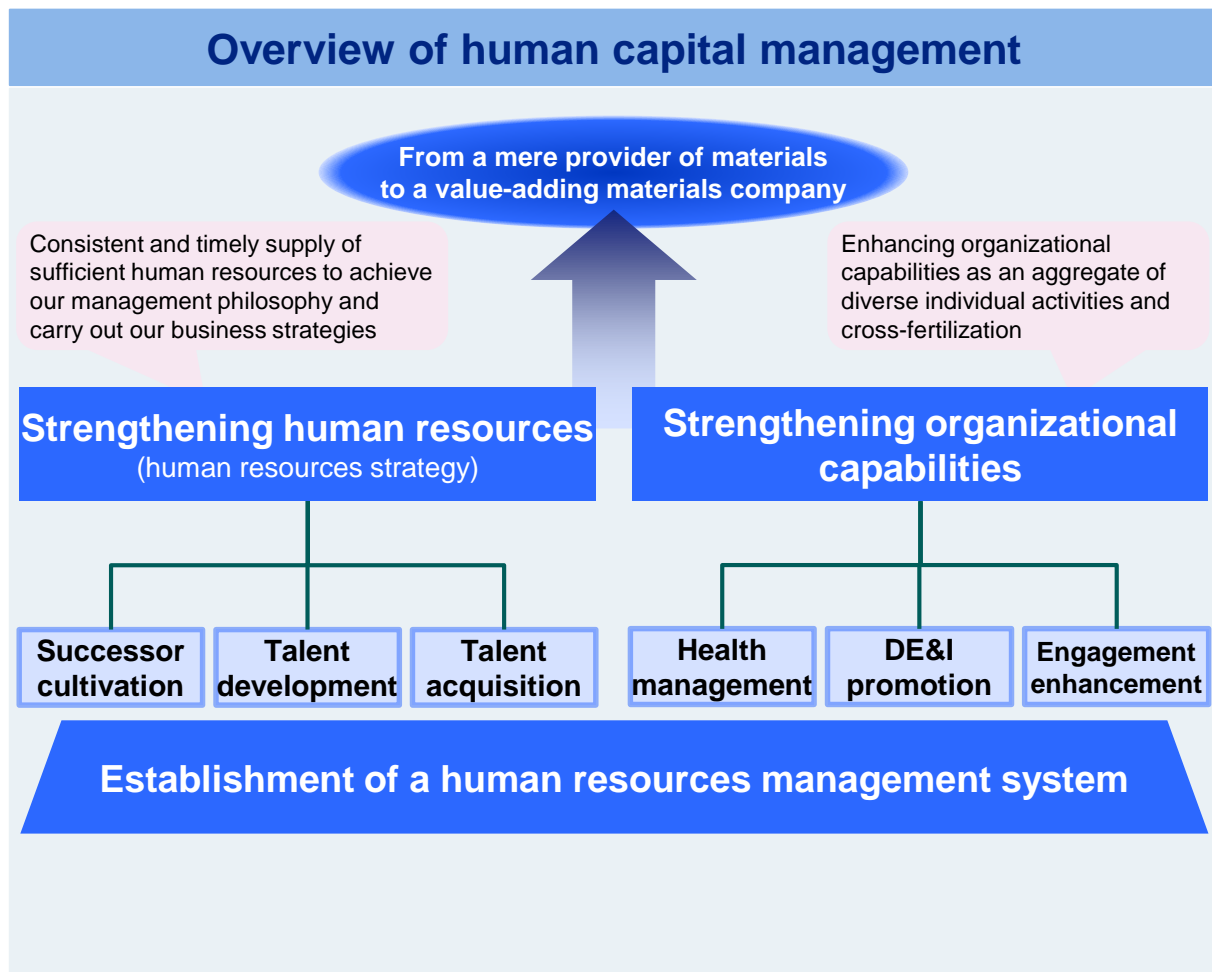 Overview of human capital management
From a mere provider of materials
to a value-adding materials company
Consistent and timely supply of
sufficient human resources to achieve
our management philosophy and
carry out our business strategies
Enhancing organizational
capabilities as an aggregate of
diverse individual activities and
cross-fertilization
Strengthening human resources
(human resources strategy)
Strengthening organizational
capabilities
Successor
cultivation
Talent
development
Talent
acquisition
Health
management
DE&I
promotion
Engagement
enhancement
Establishment of a human resources management system